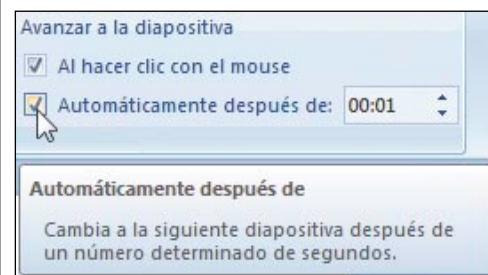 Avanzar a la diapositiva
Al hacer clic con el mouse
Automáticamente después de: 00:01
Automáticamente después de
Cambia a la siguiente diapositiva después de
un número determinado de segundos.